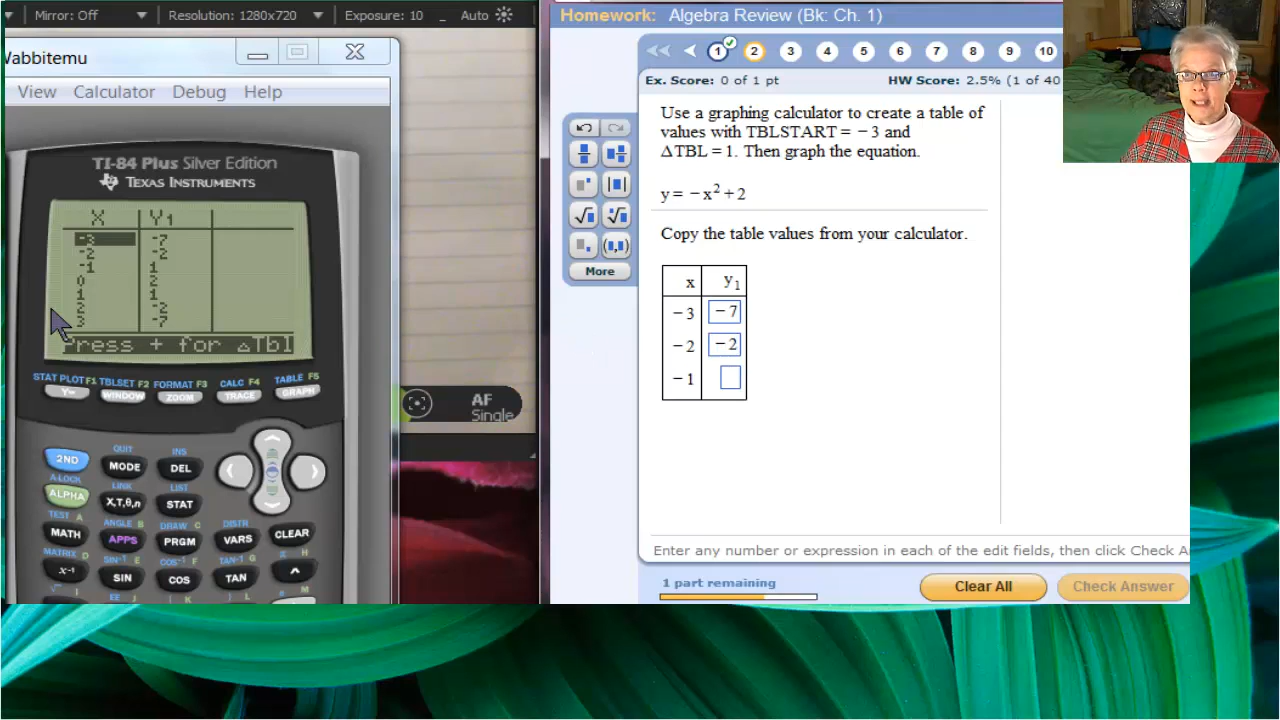 Mirror: Off
Resolution: 1280x720
Exposure: 10
Auto
Wabbitemu
View Calculator Debug Help
TI-84 Plus Silver Edition
TEXAS INSTRUMENTS
X Y1
-3 -7
-2 -2
-1 1
0 2
1 1
2 -2
3 -7
Press + for △Tbl
STAT PLOT F1 TBLSET F2 FORMAT F3 CALC F4 TABLE F5
Y= WINDOW ZOOM TRACE GRAPH
QUIT INS
2ND MODE DEL
A-LOCK LINK LIST
ALPHA X,T,θ,n STAT
TEST A ANGLE B DRAW C DISTR
MATH APPS PRGM VARS CLEAR
MATRIX D SIN⁻¹ E COS⁻¹ F TAN⁻¹ G π H
x⁻¹ SIN COS TAN ^
I EE J K L M
AF
Single
Homework: Algebra Review (Bk: Ch. 1)
1 2 3 4 5 6 7 8 9 10
Ex. Score: 0 of 1 pt
HW Score: 2.5% (1 of 40
Use a graphing calculator to create a table of
values with TBLSTART = −3 and
ΔTBL = 1. Then graph the equation.
y = −x² + 2
Copy the table values from your calculator.
x y₁
−3 −7
−2 −2
−1
More
Enter any number or expression in each of the edit fields, then click Check A
1 part remaining
Clear All
Check Answer